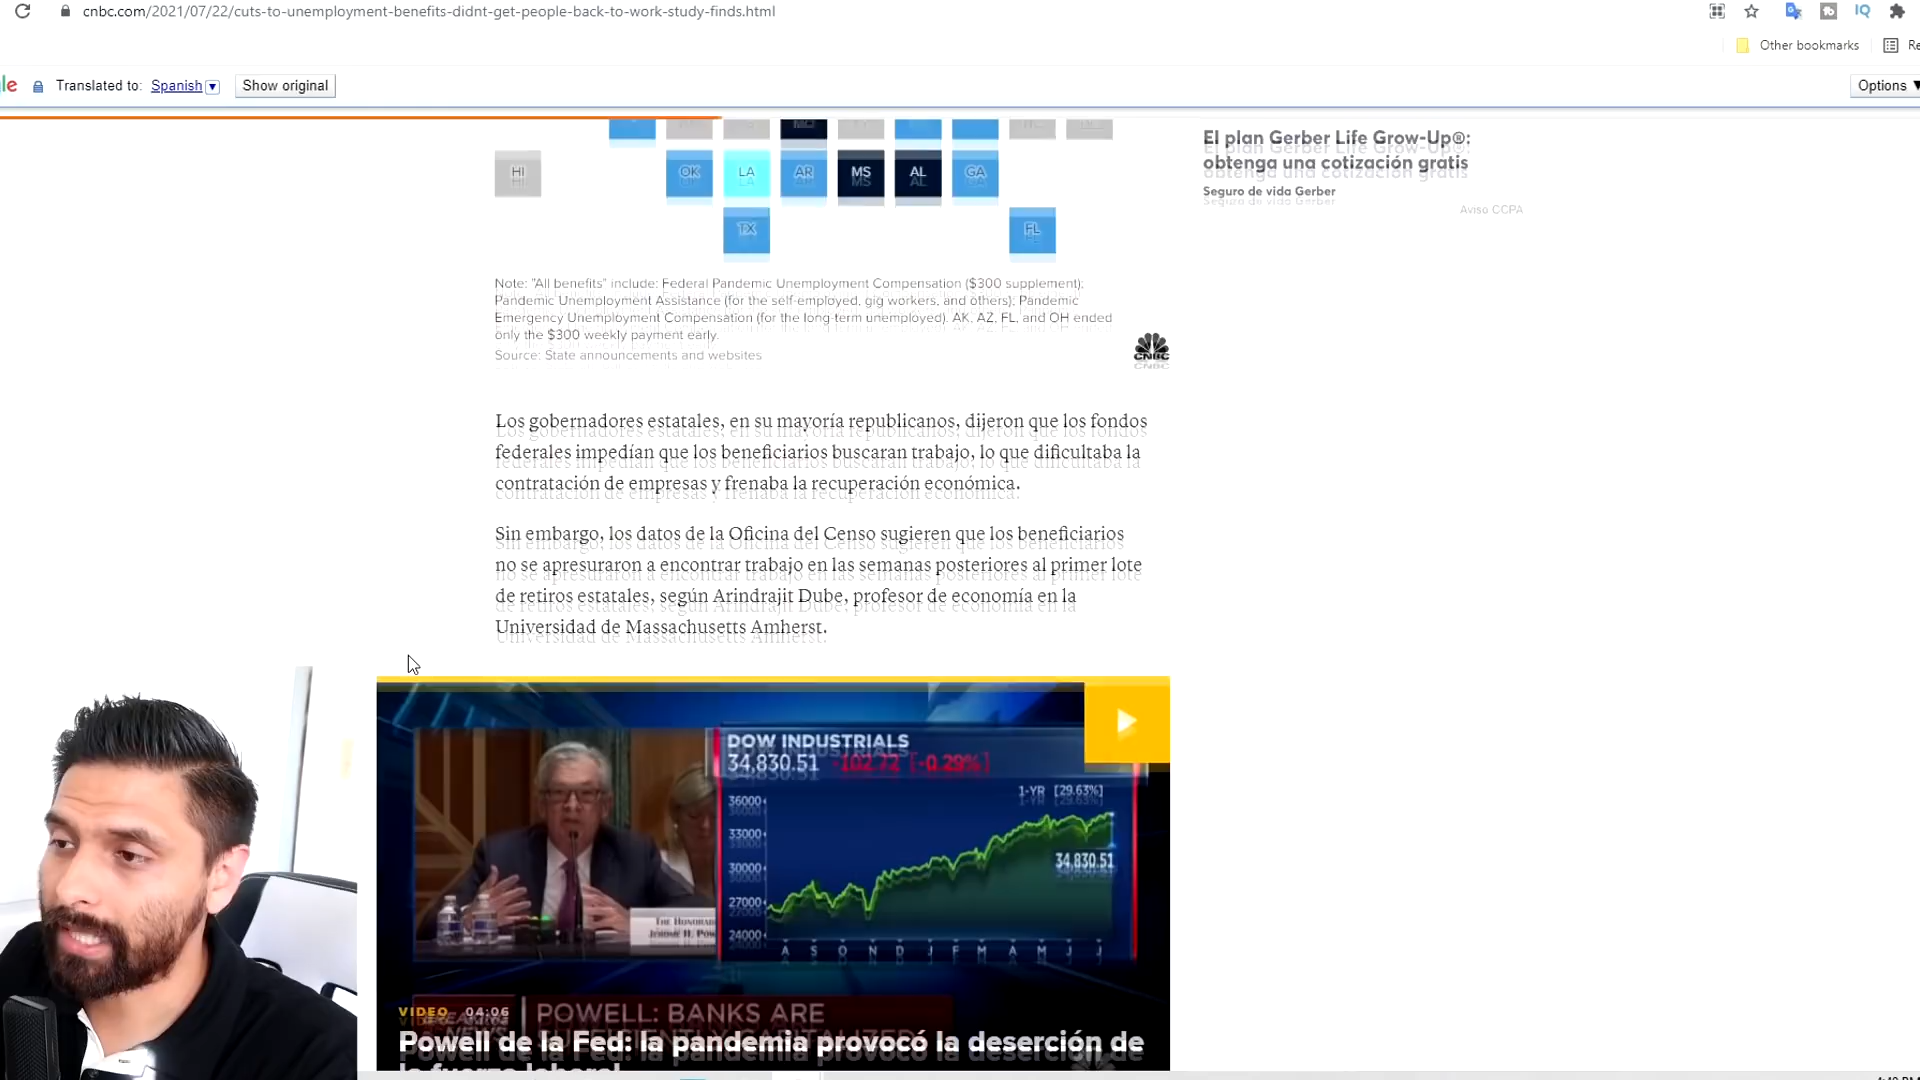 cnbc.com/2021/07/22/cuts-to-unemployment-benefits-didnt-get-people-back-to-work-study-finds.html
IQ
Other bookmarks
Translated to: Spanish Show original
Options
El plan Gerber Life Grow-Up®:
obtenga una cotización gratis
Seguro de vida Gerber
Aviso CCPA
HI OK LA AR MS AL GA
TX FL
Note: "All benefits" include: Federal Pandemic Unemployment Compensation ($300 supplement);
Pandemic Unemployment Assistance (for the self-employed, gig workers, and others); Pandemic
Emergency Unemployment Compensation (for the long-term unemployed). AK, AZ, FL, and OH ended
only the $300 weekly payment early.
Source: State announcements and websites
CNBC
Los gobernadores estatales, en su mayoría republicanos, dijeron que los fondos
federales impedían que los beneficiarios buscaran trabajo, lo que dificultaba la
contratación de empresas y frenaba la recuperación económica.
Sin embargo, los datos de la Oficina del Censo sugieren que los beneficiarios
no se apresuraron a encontrar trabajo en las semanas posteriores al primer lote
de retiros estatales, según Arindrajit Dube, profesor de economía en la
Universidad de Massachusetts Amherst.
DOW INDUSTRIALS
34,830.51 -102.72 [-0.29%]
1-YR [29.63%]
36000
33000
30000
27000
24000
34,830.51
A S O N D J F M A M J J
THE HONORAB
JEROME H. POW
POWELL: BANKS ARE
VIDEO 04:06
Powell de la Fed: la pandemia provocó la deserción de